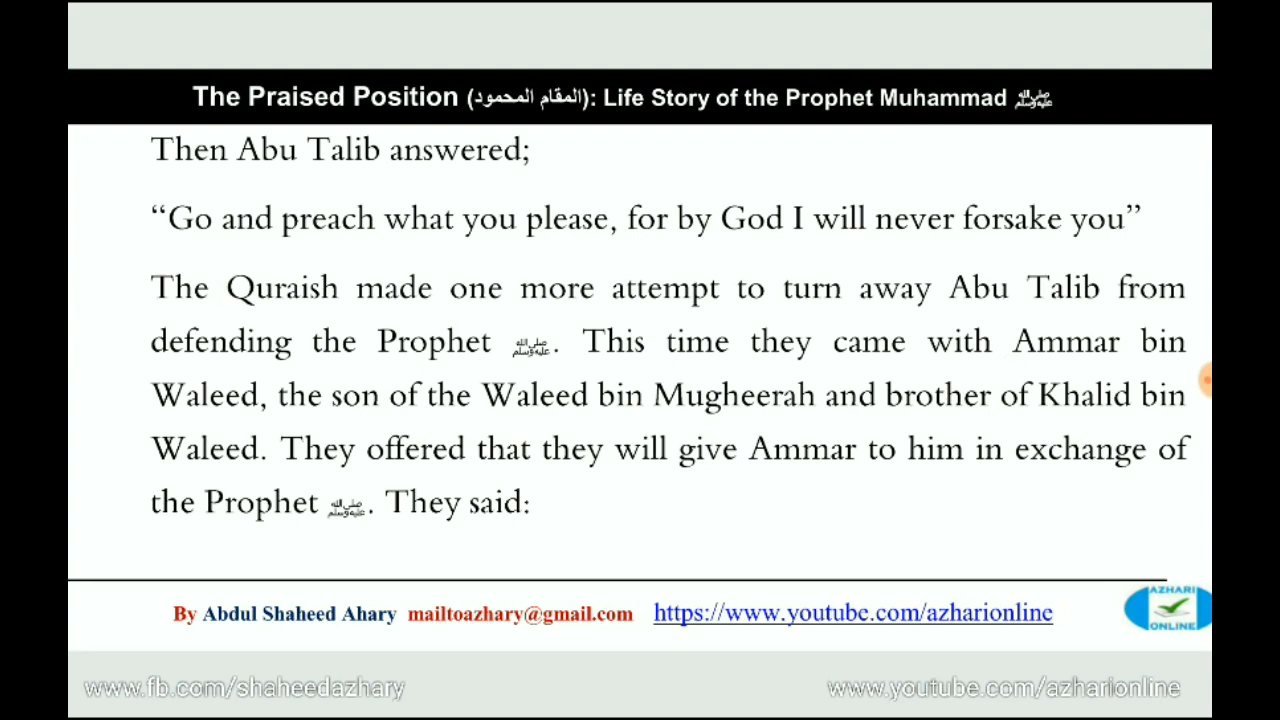 The Praised Position (المقام المحمود): Life Story of the Prophet Muhammad ﷺ
Then Abu Talib answered;
“Go and preach what you please, for by God I will never forsake you”
The Quraish made one more attempt to turn away Abu Talib from
defending the Prophet ﷺ. This time they came with Ammar bin
Waleed, the son of the Waleed bin Mugheerah and brother of Khalid bin
Waleed. They offered that they will give Ammar to him in exchange of
the Prophet ﷺ. They said:
By Abdul Shaheed Ahary mailtoazhary@gmail.com https://www.youtube.com/azharionline
AZHARI
ONLINE
www.fb.com/shaheedazhary www.youtube.com/azharionline